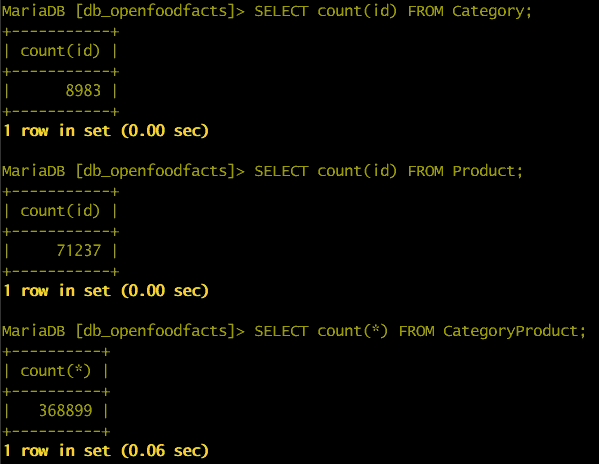 MariaDB [db_openfoodfacts]> SELECT count(id) FROM Category;
+-----------+
| count(id) |
+-----------+
|      8983 |
+-----------+
1 row in set (0.00 sec)

MariaDB [db_openfoodfacts]> SELECT count(id) FROM Product;
+-----------+
| count(id) |
+-----------+
|     71237 |
+-----------+
1 row in set (0.00 sec)

MariaDB [db_openfoodfacts]> SELECT count(*) FROM CategoryProduct;
+----------+
| count(*) |
+----------+
|   368899 |
+----------+
1 row in set (0.06 sec)